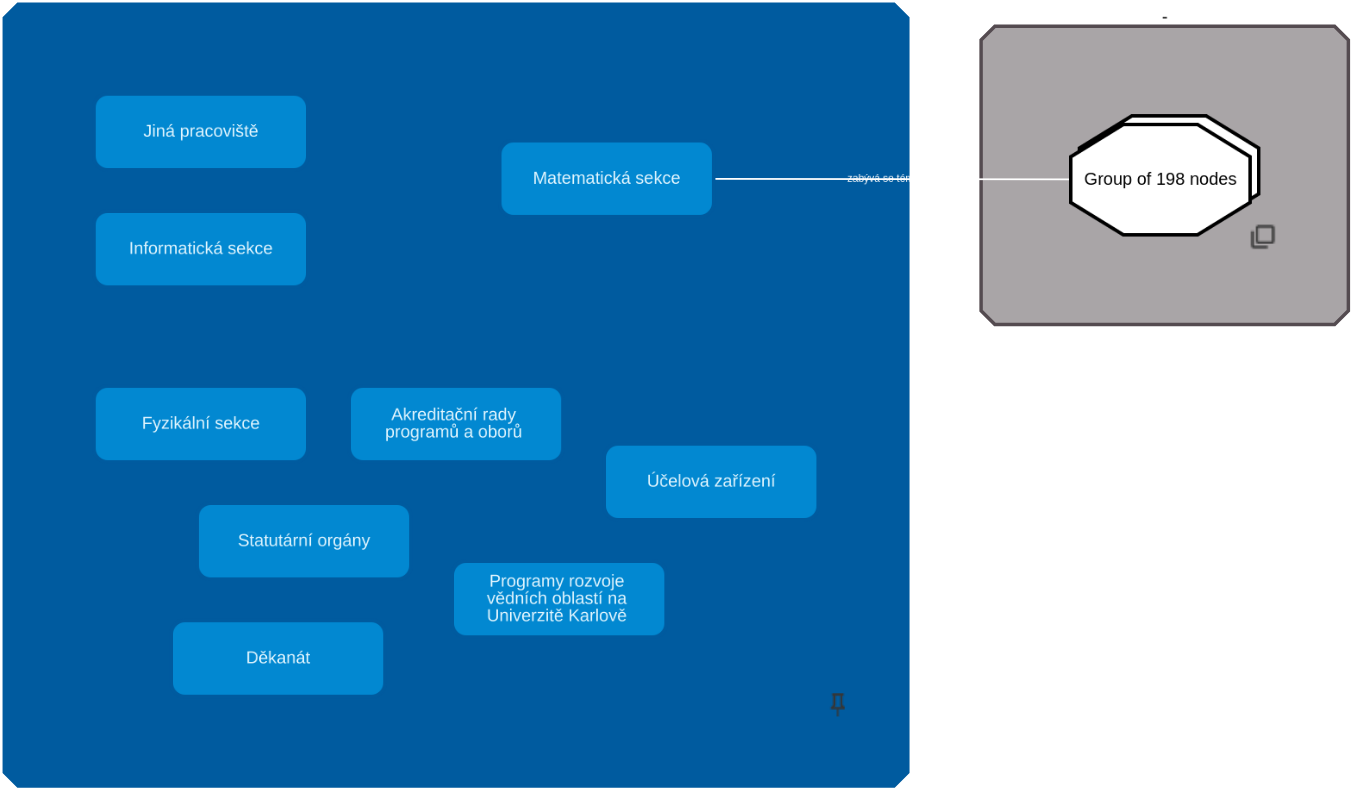 -
Jiná pracoviště
Matematická sekce
zabývá se
Group of 198 nodes
Informatická sekce
Fyzikální sekce
Akreditační rady
programů a oborů
Účelová zařízení
Statutární orgány
Programy rozvoje
vědních oblastí na
Univerzitě Karlově
Děkanát